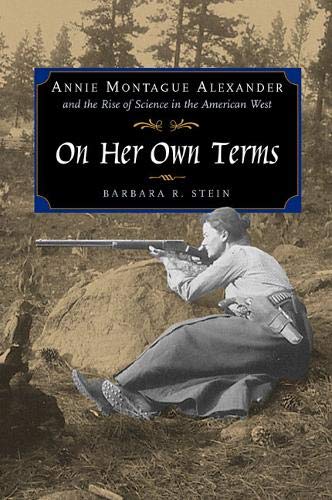 ANNIE MONTAGUE ALEXANDER
and the Rise of Science in the American West
On Her Own Terms
BARBARA R. STEIN